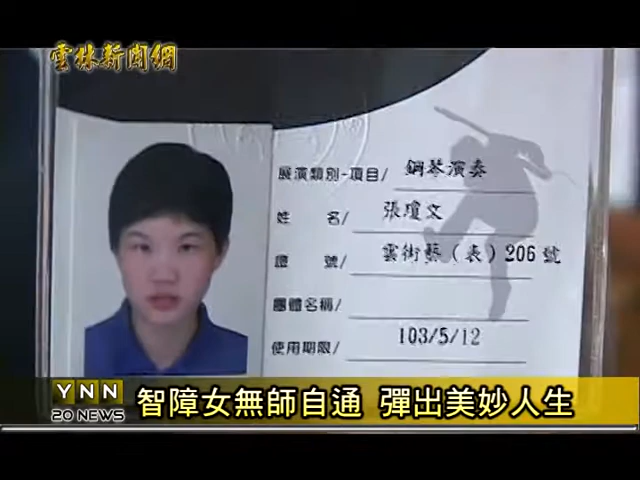 雲林新聞網
展演類別-項目/ 鋼琴演奏
姓 名/ 張瓊文
證 號/ 雲術藝(表)206號
團體名稱/
使用期限/ 103/5/12
YNN 智障女無師自通 彈出美妙人生
20 NEWS